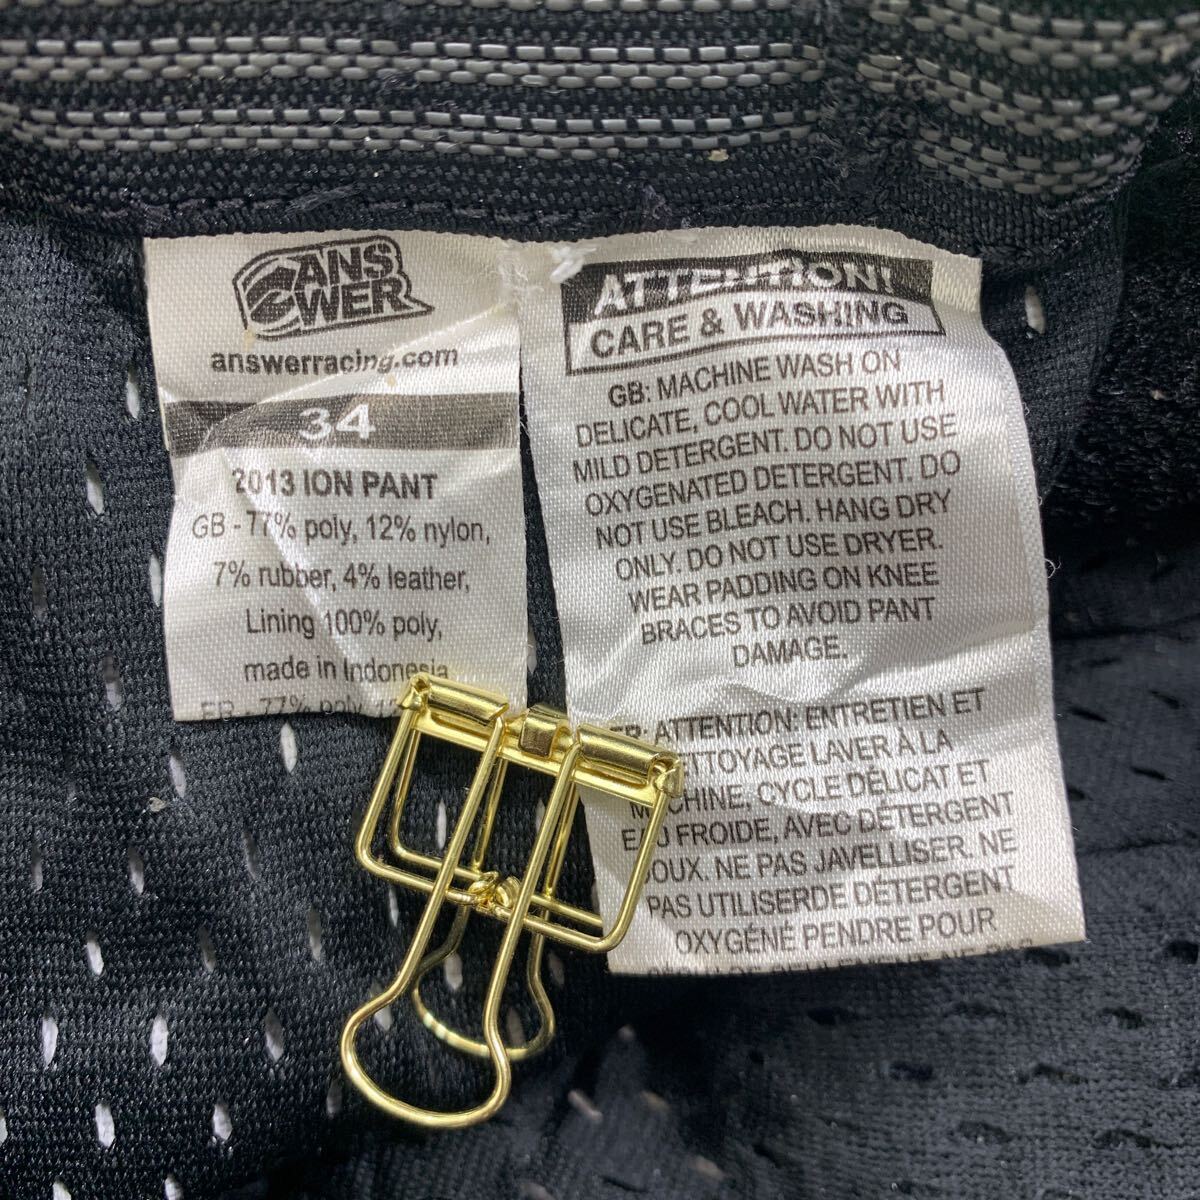 ANSWER
answerracing.com
34
2013 ION PANT
GB - 77% poly, 12% nylon,
7% rubber, 4% leather,
Lining 100% poly,
made in Indonesia
77% poly
ATTENTION!
CARE & WASHING
GB: MACHINE WASH ON
DELICATE, COOL WATER WITH
MILD DETERGENT. DO NOT USE
OXYGENATED DETERGENT. DO
NOT USE BLEACH. HANG DRY
ONLY. DO NOT USE DRYER.
WEAR PADDING ON KNEE
BRACES TO AVOID PANT
DAMAGE.
ATTENTION: ENTRETIEN ET
LAVER À LA
MACHINE, CYCLE DÉLICAT ET
EAU FROIDE, AVEC DÉTERGENT
NE PAS JAVELLISER. NE
PAS UTILISERDE DÉTERGENT
OXYGÉNÉ PENDRE POUR